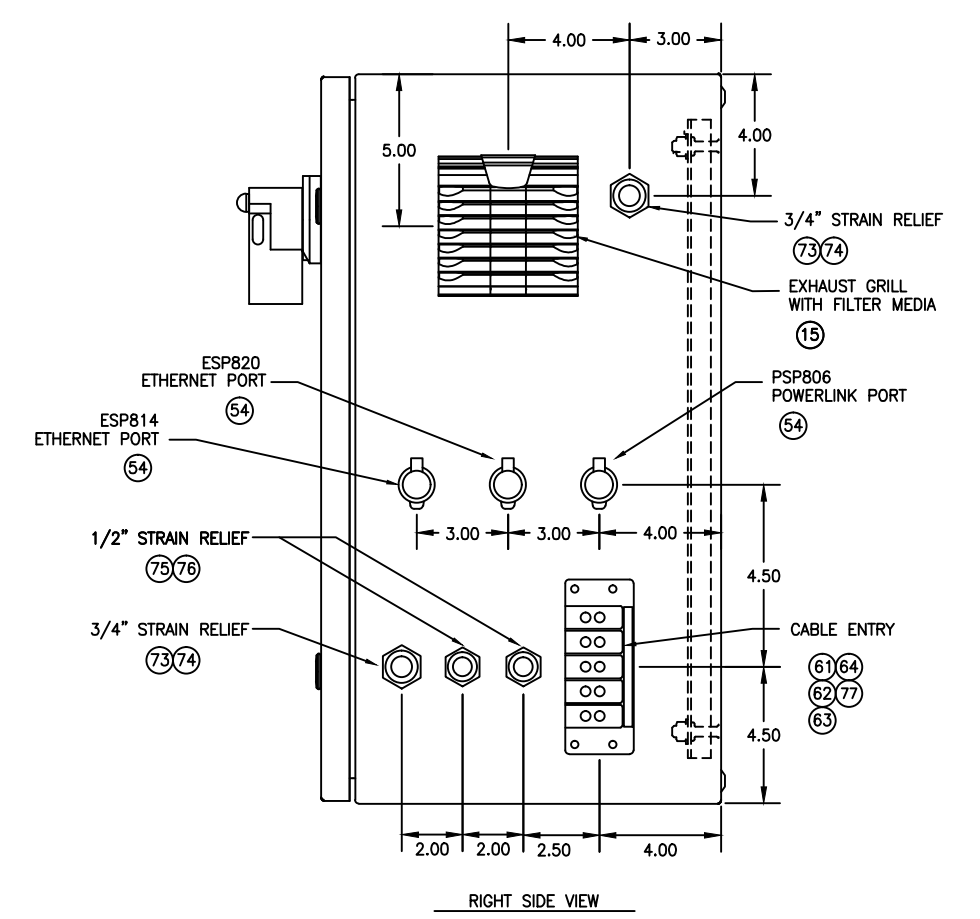 4.00
3.00
5.00
4.00
3/4" STRAIN RELIEF
73 74
EXHAUST GRILL
WITH FILTER MEDIA
15
ESP820
ETHERNET PORT
54
PSP806
POWERLINK PORT
54
ESP814
ETHERNET PORT
54
3.00
3.00
4.00
1/2" STRAIN RELIEF
75 76
4.50
3/4" STRAIN RELIEF
73 74
CABLE ENTRY
61 64
62 77
63
4.50
2.00
2.00
2.50
4.00
RIGHT SIDE VIEW